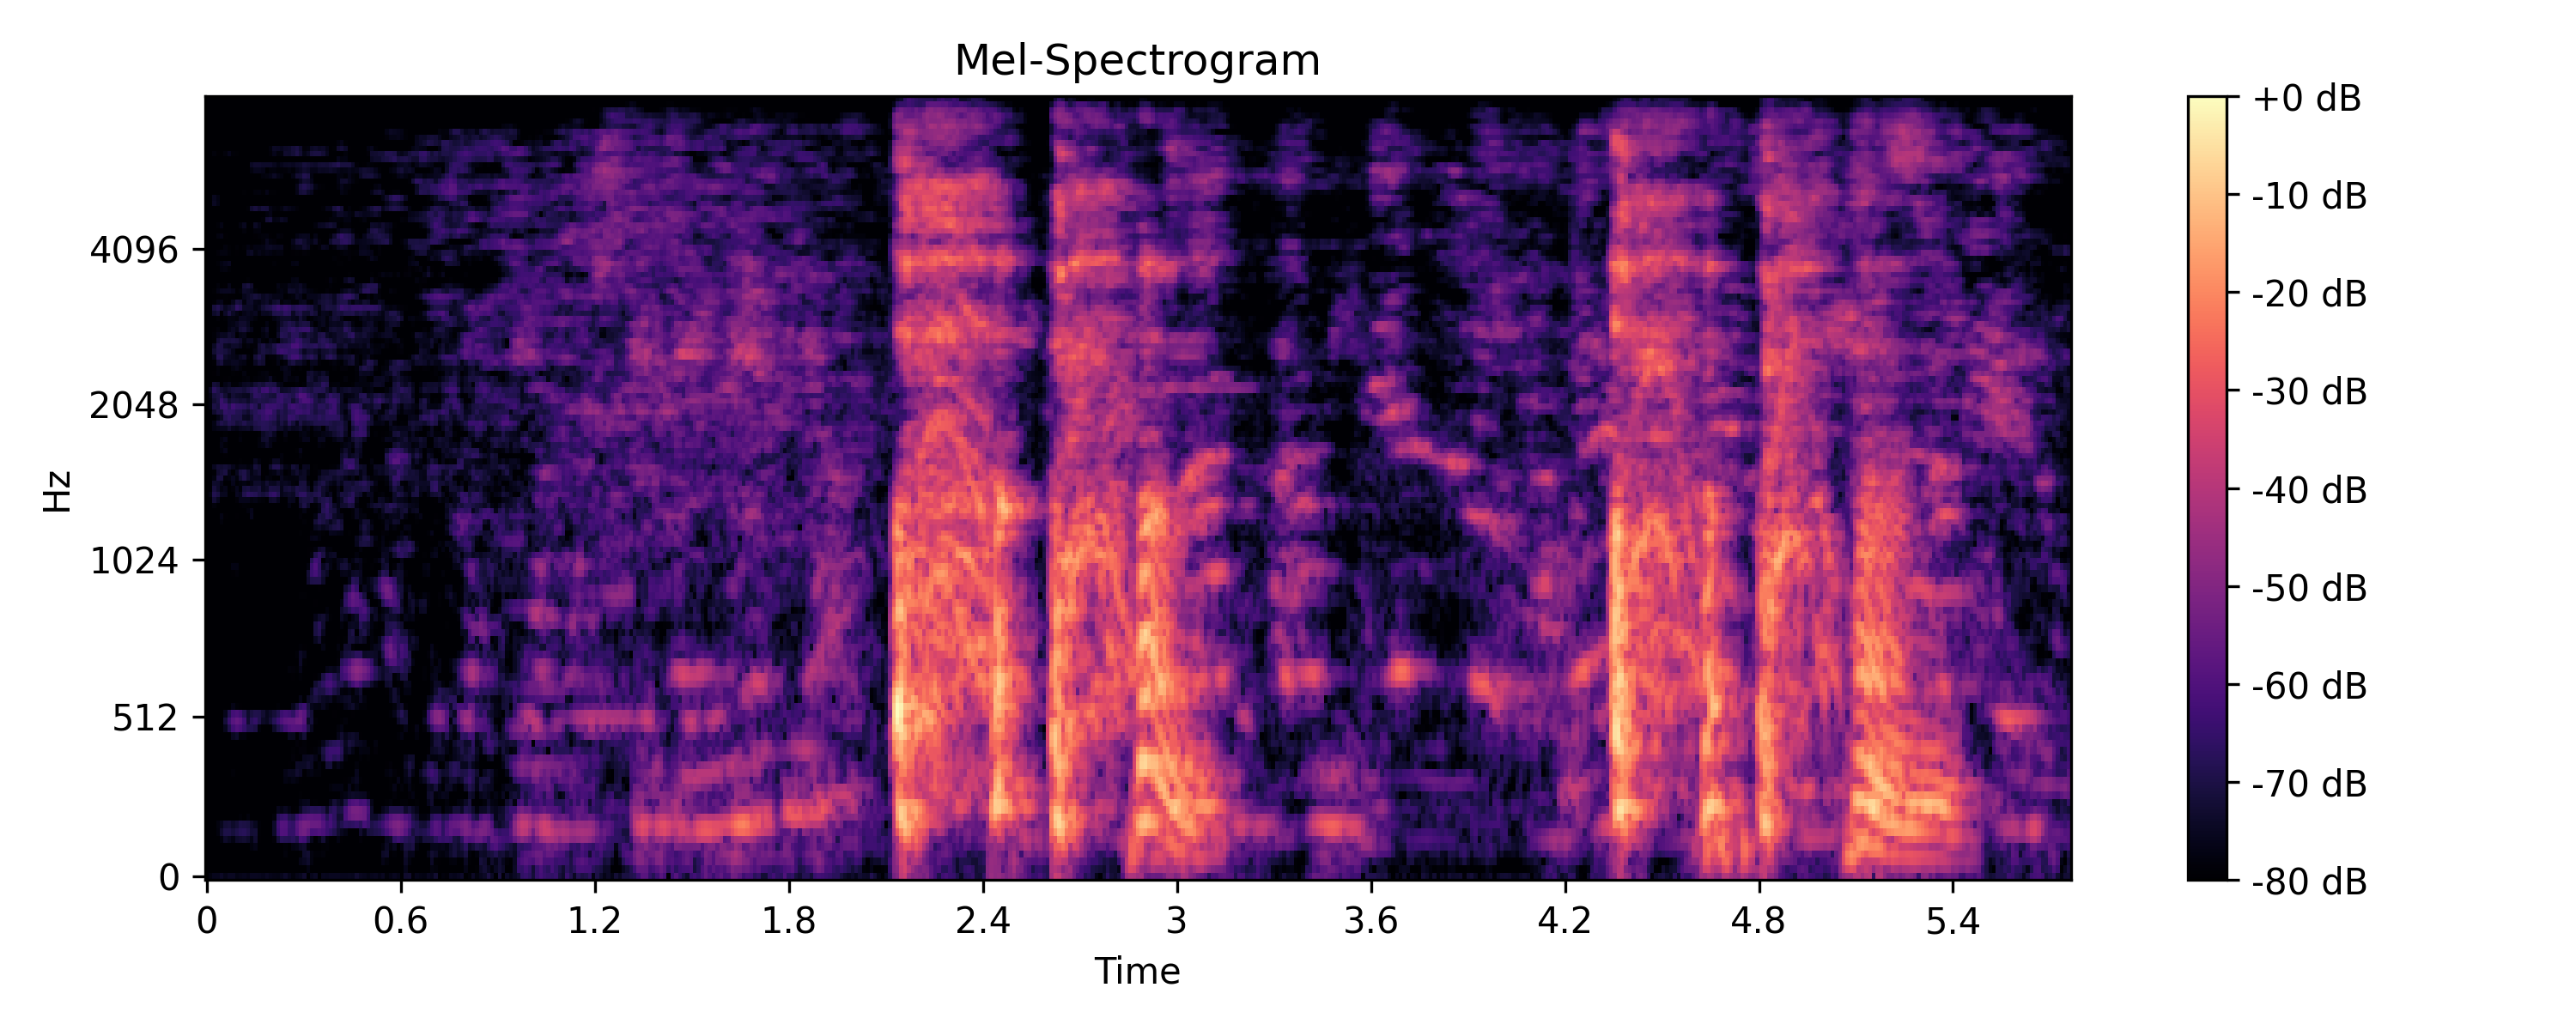 Mel-Spectrogram
+0 dB
-10 dB
-20 dB
-30 dB
-40 dB
-50 dB
-60 dB
-70 dB
-80 dB
Hz
4096
2048
1024
512
0
0 0.6 1.2 1.8 2.4 3 3.6 4.2 4.8 5.4
Time